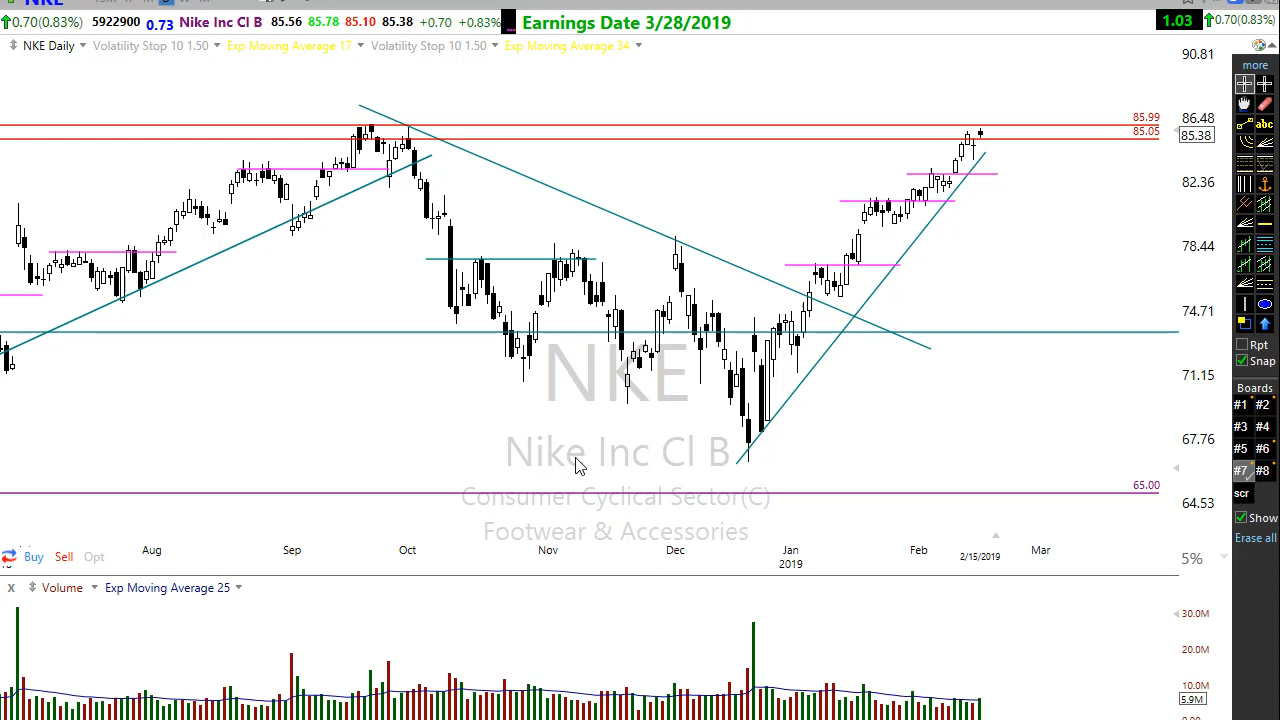 NKE
0.70(0.83%) 5922900 0.73 Nike Inc Cl B 85.56 85.78 85.10 85.38 +0.70 +0.83% Earnings Date 3/28/2019 1.03 0.70(0.83%)
NKE Daily Volatility Stop 10 1.50 Exp Moving Average 17 Volatility Stop 10 1.50 Exp Moving Average 34
90.81
more
85.99
86.48
85.05
85.38
abc
82.36
78.44
74.71
Rpt
Snap
71.15
NKE
Boards
#1 #2
#3 #4
67.76
Nike Inc Cl B
#5 #6
#7 #8
65.00
Consumer Cyclical Sector(C)
scr
64.53
Show
Footwear & Accessories
Erase all
Aug Sep Oct Nov Dec Jan Feb Mar
Buy Sell Opt
2019
2/15/2019
5%
x Volume Exp Moving Average 25
30.0M
20.0M
10.0M
5.9M